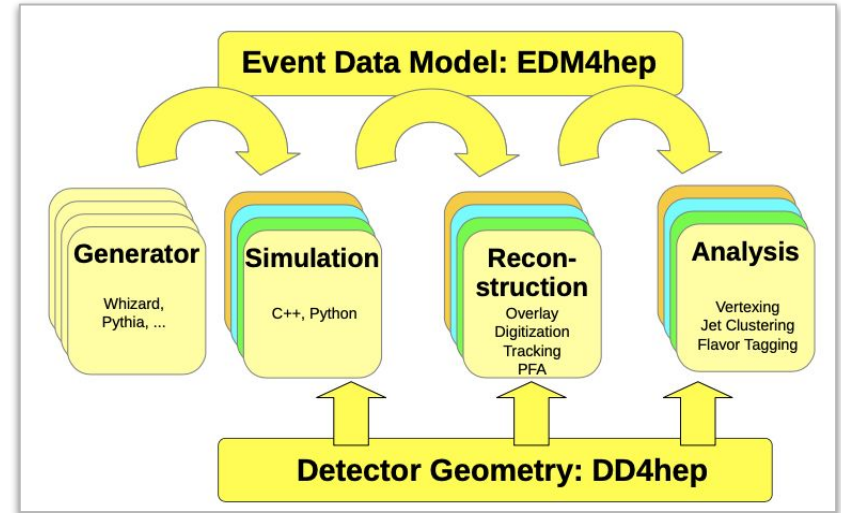 Event Data Model: EDM4hep
Generator
Whizard,
Pythia, ...
Simulation
C++, Python
Recon-
struction
Overlay
Digitization
Tracking
PFA
Analysis
Vertexing
Jet Clustering
Flavor Tagging
Detector Geometry: DD4hep